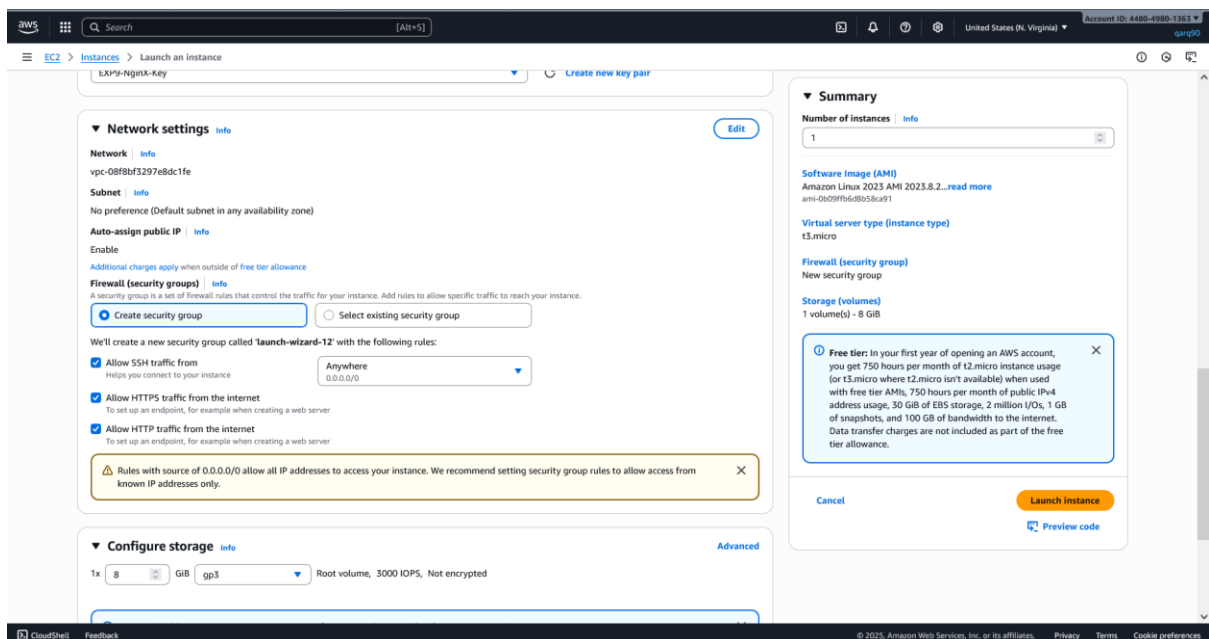 aws
Search [Alt+S]
United States (N. Virginia)
Account ID: 4480-4980-1363
qarq90
EC2 > Instances > Launch an instance
EXP9-NginX-Key
Create new key pair
Network settings Info
Edit
Network Info
vpc-08f8bf3297e8dc1fe
Subnet Info
No preference (Default subnet in any availability zone)
Auto-assign public IP Info
Enable
Additional charges apply when outside of free tier allowance
Firewall (security groups) Info
A security group is a set of firewall rules that control the traffic for your instance. Add rules to allow specific traffic to reach your instance.
Create security group
Select existing security group
We'll create a new security group called 'launch-wizard-12' with the following rules:
Allow SSH traffic from
Helps you connect to your instance
Anywhere
0.0.0.0/0
Allow HTTPS traffic from the internet
To set up an endpoint, for example when creating a web server
Allow HTTP traffic from the internet
To set up an endpoint, for example when creating a web server
Rules with source of 0.0.0.0/0 allow all IP addresses to access your instance. We recommend setting security group rules to allow access from
known IP addresses only.
Configure storage Info
Advanced
1x 8 GiB gp3 Root volume, 3000 IOPS, Not encrypted
Summary
Number of instances Info
1
Software Image (AMI)
Amazon Linux 2023 AMI 2023.8.2...read more
ami-0b09ffb6d8b58ca91
Virtual server type (instance type)
t3.micro
Firewall (security group)
New security group
Storage (volumes)
1 volume(s) - 8 GiB
Free tier: In your first year of opening an AWS account,
you get 750 hours per month of t2.micro instance usage
(or t3.micro where t2.micro isn't available) when used
with free tier AMIs, 750 hours per month of public IPv4
address usage, 30 GiB of EBS storage, 2 million I/Os, 1 GB
of snapshots, and 100 GB of bandwidth to the internet.
Data transfer charges are not included as part of the free
tier allowance.
Cancel
Launch instance
Preview code
CloudShell Feedback
© 2025, Amazon Web Services, Inc. or its affiliates. Privacy Terms Cookie preferences